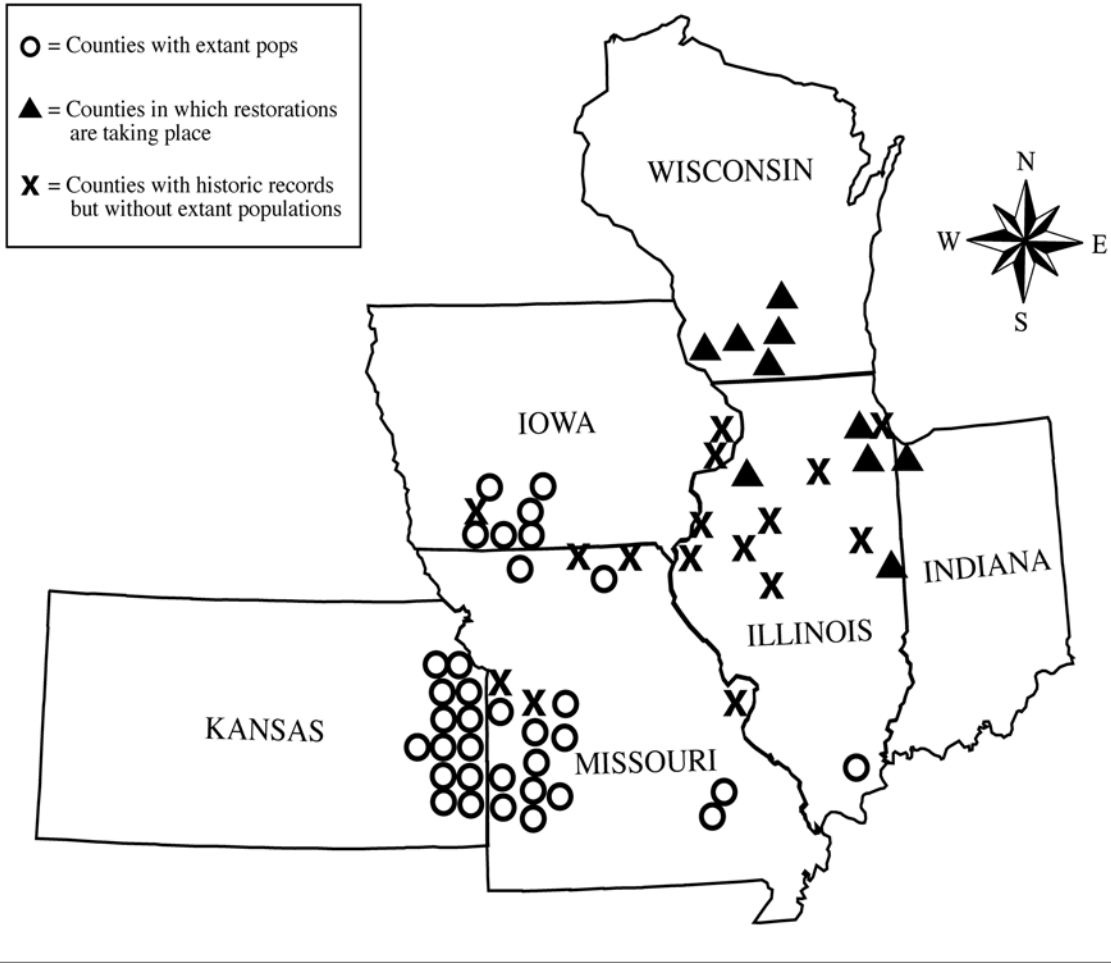 = Counties with extant pops
= Counties in which restorations
are taking place
X = Counties with historic records
but without extant populations
WISCONSIN
N
W
E
S
IOWA
INDIANA
ILLINOIS
KANSAS
MISSOURI